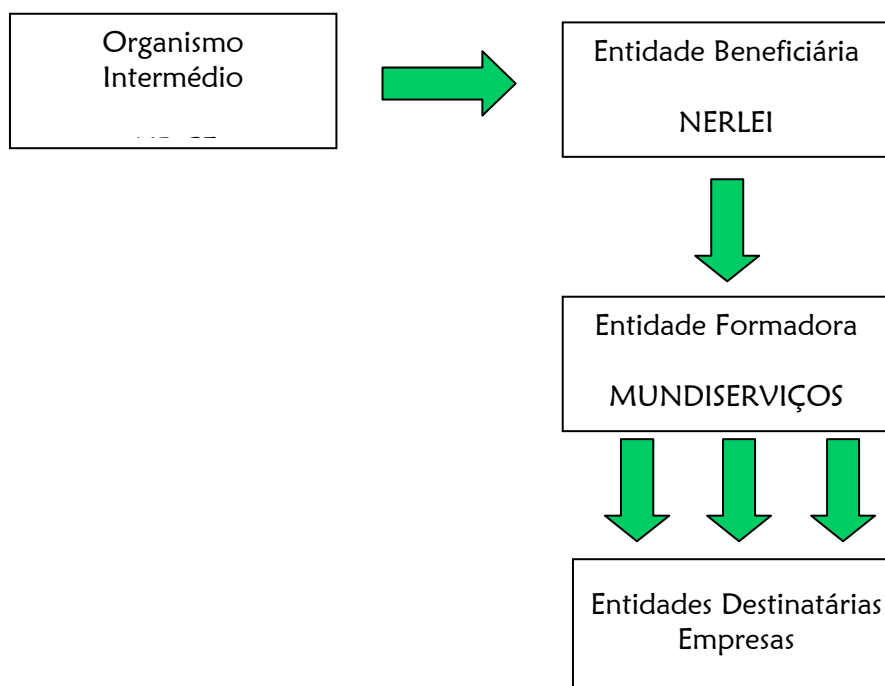 Organismo
Intermédio
Entidade Beneficiária
NERLEI
Entidade Formadora
MUNDISERVIÇOS
Entidades Destinatárias
Empresas